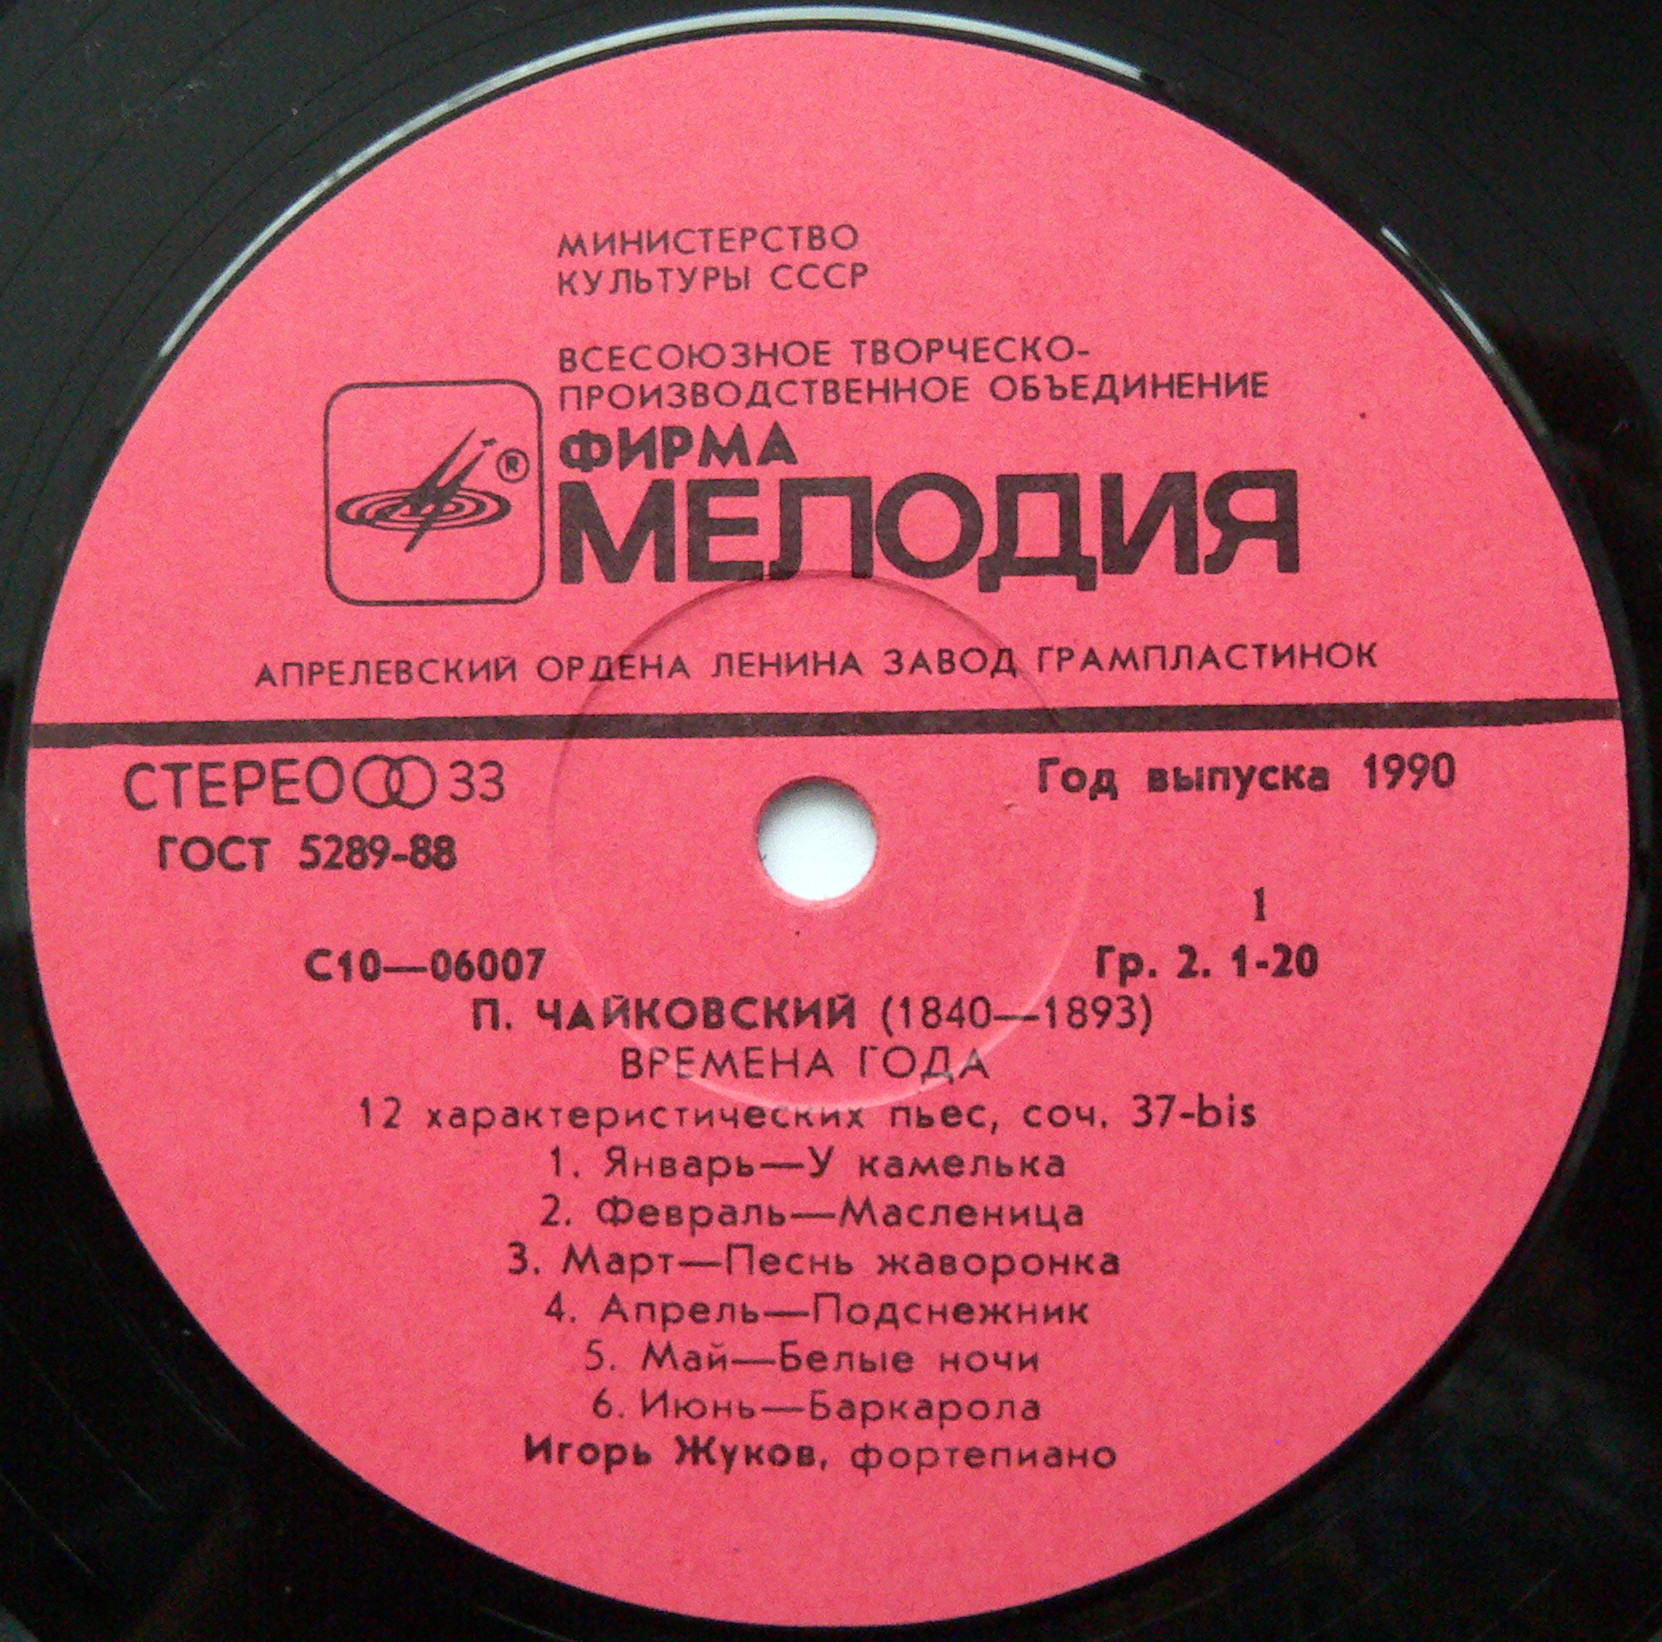 МИНИСТЕРСТВО
КУЛЬТУРЫ СССР
ВСЕСОЮЗНОЕ ТВОРЧЕСКО-
ПРОИЗВОДСТВЕННОЕ ОБЪЕДИНЕНИЕ
®
ФИРМА
МЕЛОДИЯ
АПРЕЛЕВСКИЙ ОРДЕНА ЛЕНИНА ЗАВОД ГРАМПЛАСТИНОК
СТЕРЕО 33
Год выпуска 1990
ГОСТ 5289-88
1
С10—06007
Гр. 2. 1-20
П. ЧАЙКОВСКИЙ (1840—1893)
ВРЕМЕНА ГОДА
12 характеристических пьес, соч. 37-bis
1. Январь—У камелька
2. Февраль—Масленица
3. Март—Песнь жаворонка
4. Апрель—Подснежник
5. Май—Белые ночи
6. Июнь—Баркарола
Игорь Жуков, фортепиано